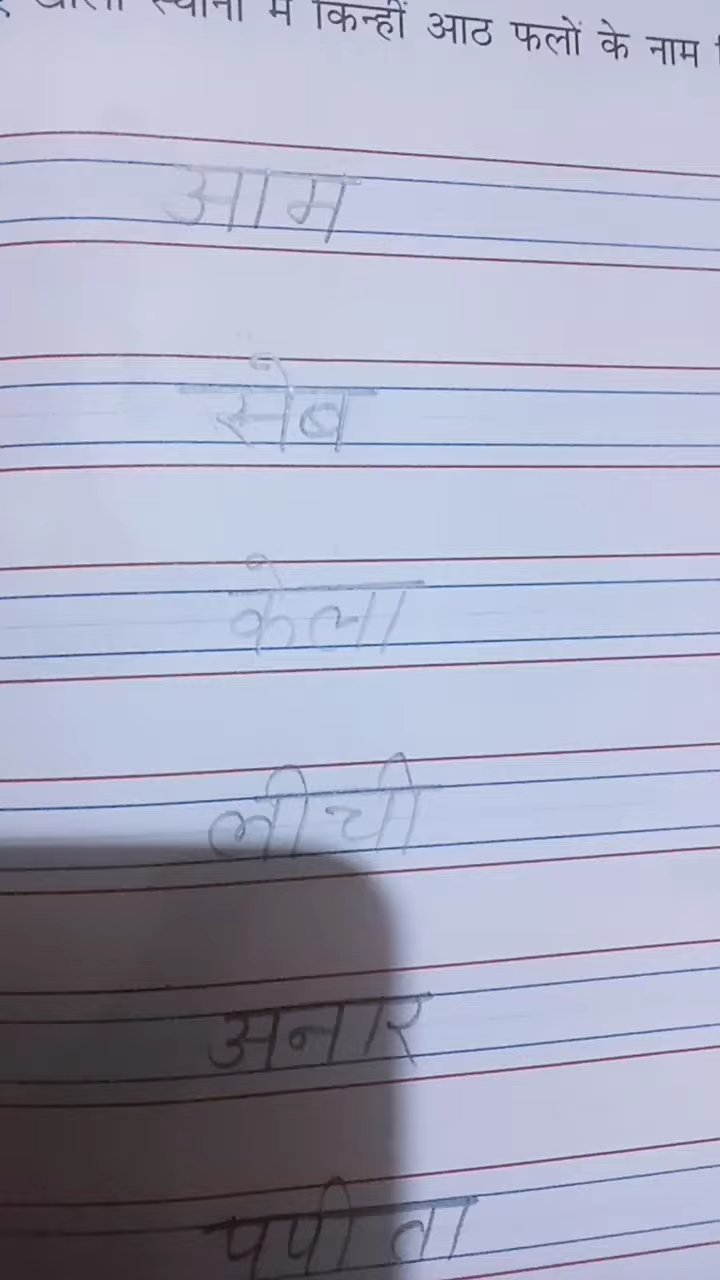 खाली स्थानों में किन्हीं आठ फलों के नाम
आम
सेब
केला
लीची
अनार
पपीता